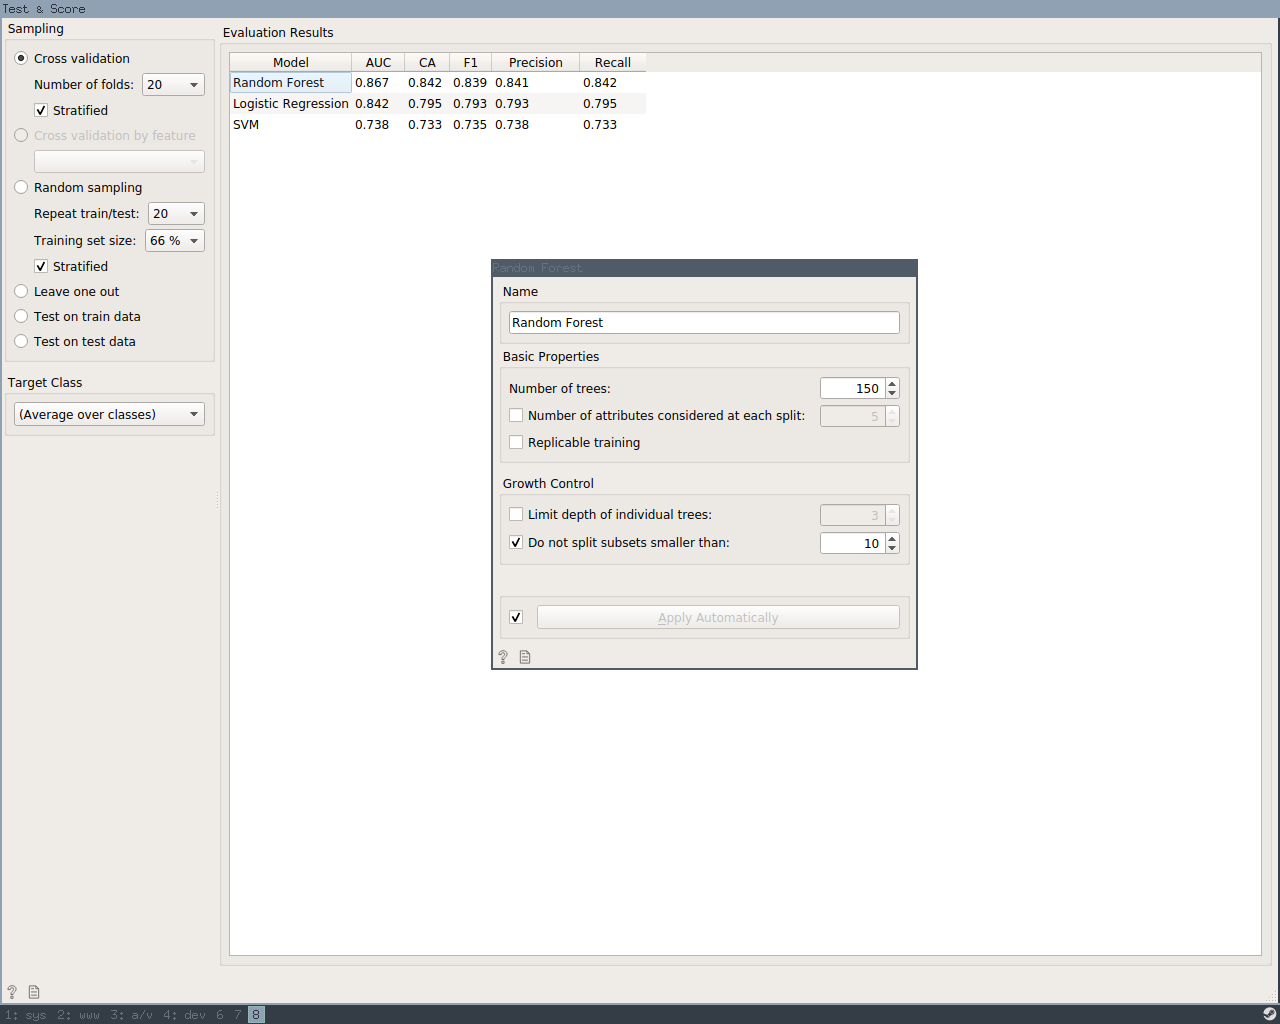 Test & Score
Sampling
Cross validation
Number of folds: 20
Stratified
Cross validation by feature
Random sampling
Repeat train/test: 20
Training set size: 66 %
Stratified
Leave one out
Test on train data
Test on test data
Target Class
(Average over classes)
Evaluation Results
Model AUC CA F1 Precision Recall
Random Forest 0.867 0.842 0.839 0.841 0.842
Logistic Regression 0.842 0.795 0.793 0.793 0.795
SVM 0.738 0.733 0.735 0.738 0.733
Random Forest
Name
Random Forest
Basic Properties
Number of trees: 150
Number of attributes considered at each split: 5
Replicable training
Growth Control
Limit depth of individual trees: 3
Do not split subsets smaller than: 10
Apply Automatically
?
?
1: sys 2: www 3: a/v 4: dev 6 7 8